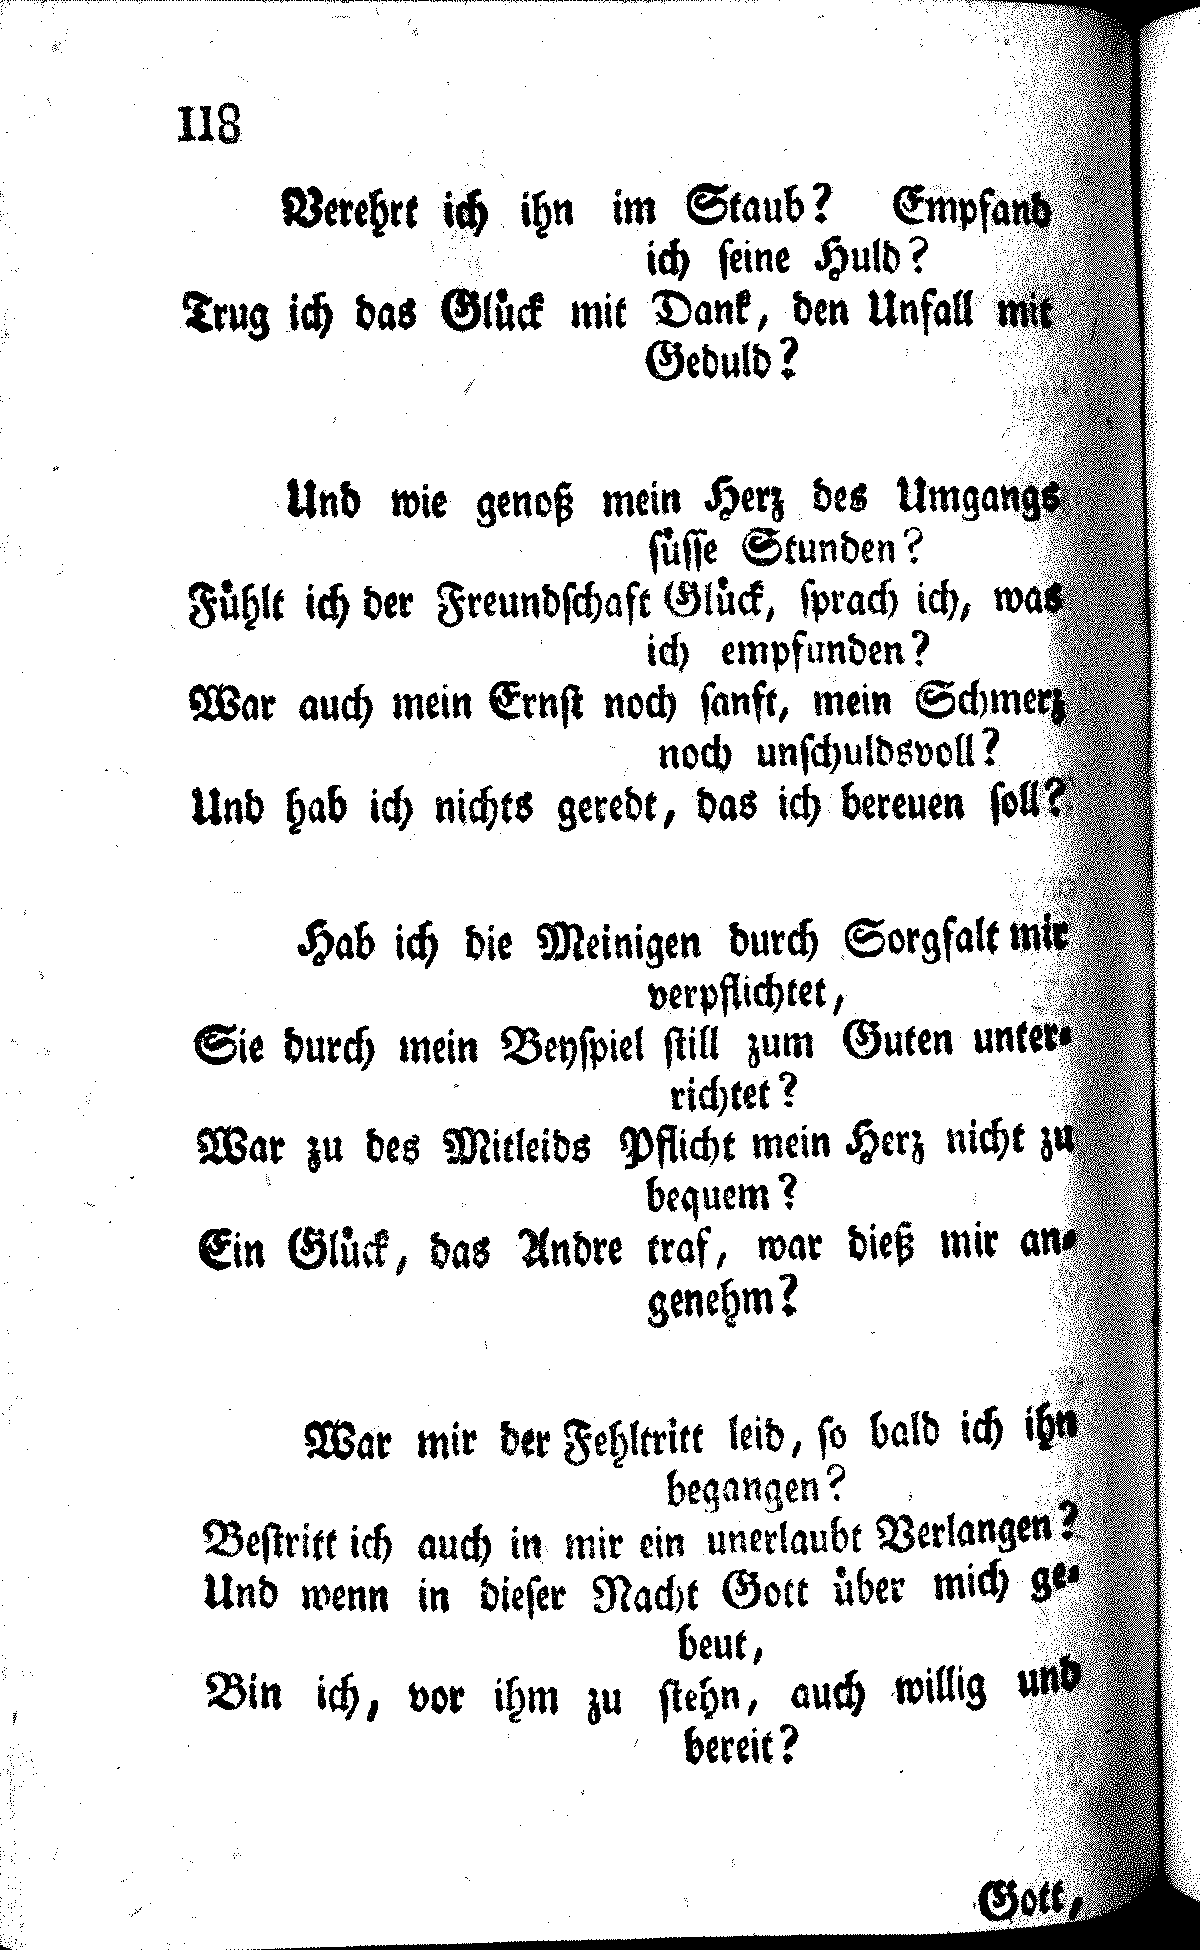 118
Verehrt ich ihn im Staub? Empfand
ich ſeine Huld?
Trug ich das Glück mit Dank, den Unfall mit
Geduld?
Und wie genoß mein Herz des Umgangs
ſüſſe Stunden?
Fühlt ich der Freundſchaft Glück, ſprach ich, was
ich empfunden?
War auch mein Ernſt noch ſanft, mein Schmerz
noch unſchuldsvoll?
Und hab ich nichts geredt, das ich bereuen ſoll?
Hab ich die Meinigen durch Sorgfalt mir
verpflichtet,
Sie durch mein Beyſpiel ſtill zum Guten unter-
richtet?
War zu des Mitleids Pflicht mein Herz nicht zu
bequem?
Ein Glück, das Andre traf, war dieß mir an-
genehm?
War mir der Fehltritt leid, ſo bald ich ihn
begangen?
Beſtritt ich auch in mir ein unerlaubt Verlangen?
Und wenn in dieſer Nacht Gott über mich ge-
beut,
Bin ich, vor ihm zu ſtehn, auch willig und
bereit?
Gott,